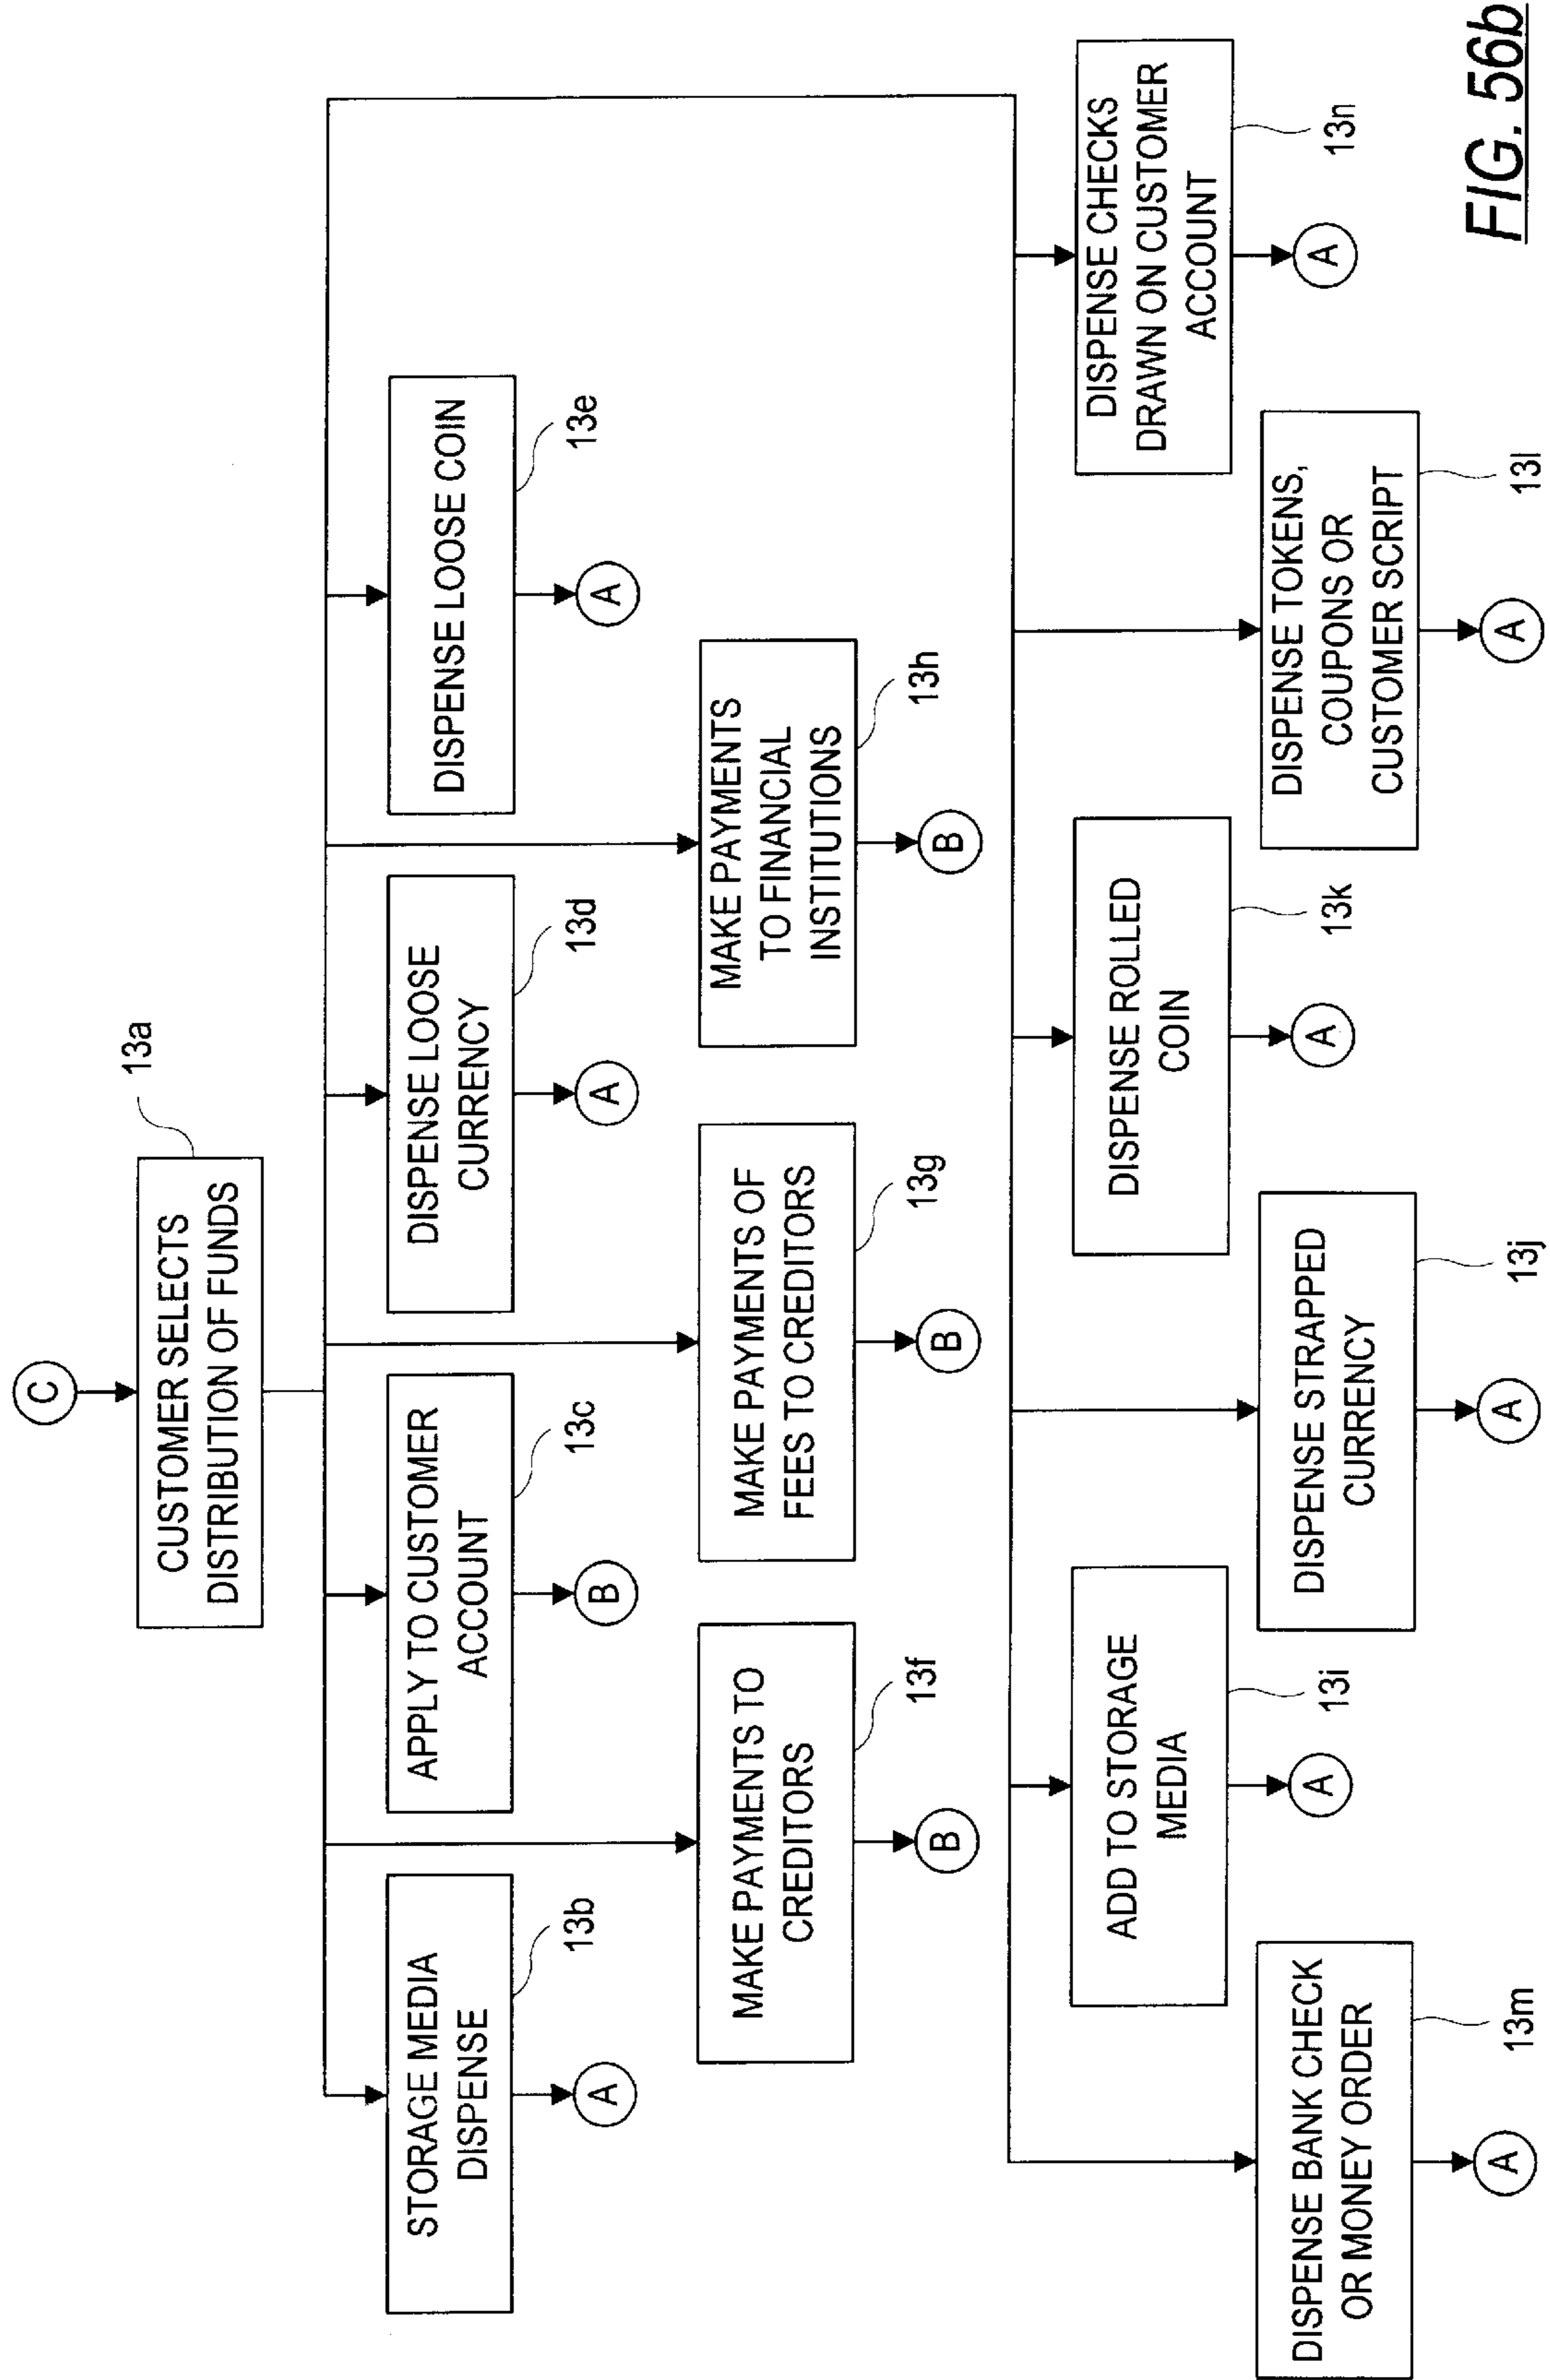 C
CUSTOMER SELECTS
DISTRIBUTION OF FUNDS
13a
STORAGE MEDIA
DISPENSE
13b
A
APPLY TO CUSTOMER
ACCOUNT
13c
B
DISPENSE LOOSE
CURRENCY
13d
A
DISPENSE LOOSE COIN
13e
A
MAKE PAYMENTS TO
CREDITORS
13f
B
MAKE PAYMENTS OF
FEES TO CREDITORS
13g
B
MAKE PAYMENTS
TO FINANCIAL
INSTITUTIONS
13h
B
ADD TO STORAGE
MEDIA
13i
A
DISPENSE ROLLED
COIN
13k
A
DISPENSE CHECKS
DRAWN ON CUSTOMER
ACCOUNT
13n
A
DISPENSE BANK CHECK
OR MONEY ORDER
13m
A
DISPENSE STRAPPED
CURRENCY
13j
A
DISPENSE TOKENS,
COUPONS OR
CUSTOMER SCRIPT
13l
A
FIG. 56b